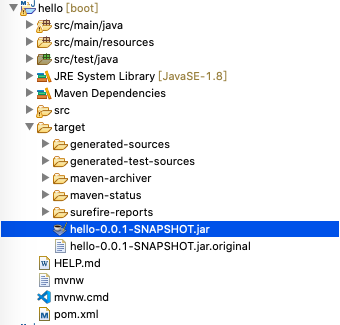 hello [boot]
src/main/java
src/main/resources
src/test/java
JRE System Library [JavaSE-1.8]
Maven Dependencies
src
target
generated-sources
generated-test-sources
maven-archiver
maven-status
surefire-reports
hello-0.0.1-SNAPSHOT.jar
hello-0.0.1-SNAPSHOT.jar.original
HELP.md
mvnw
mvnw.cmd
pom.xml